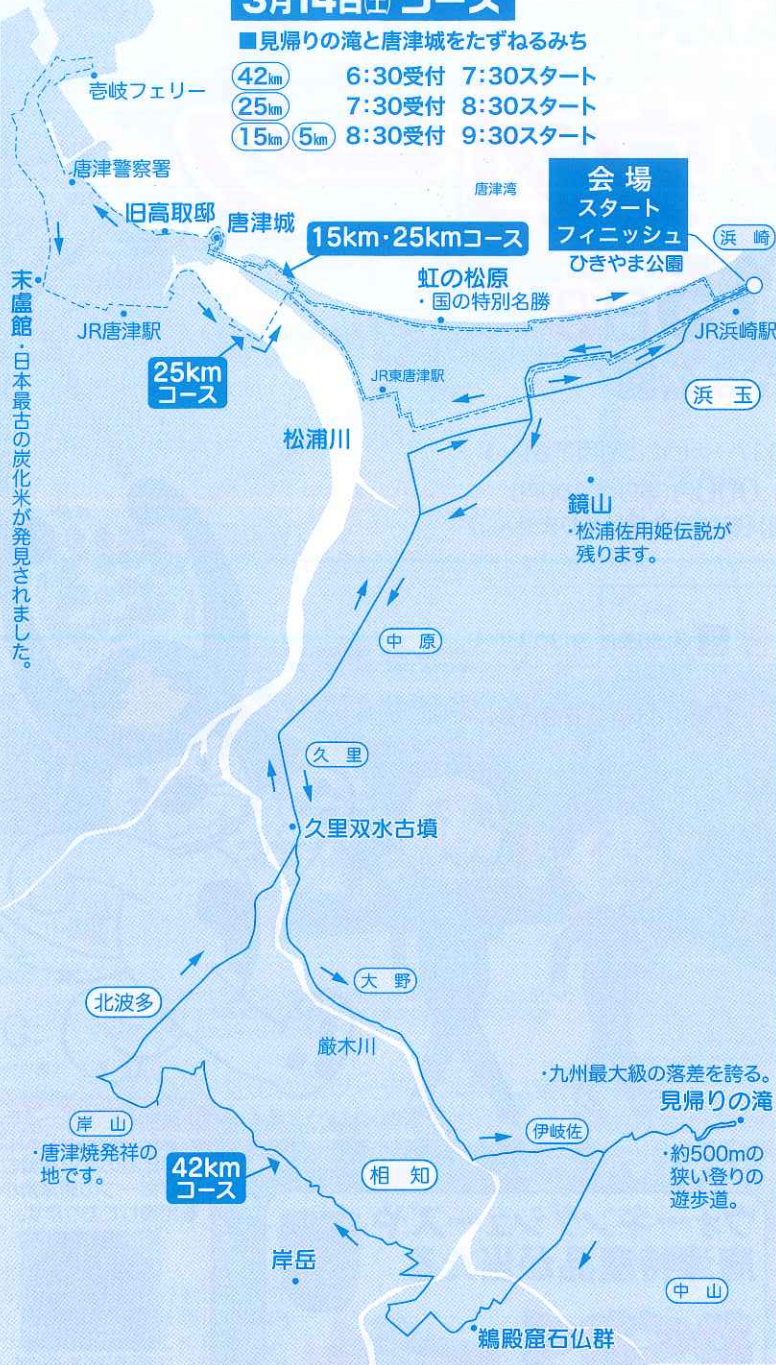 3月14日(土)コース
■見帰りの滝と唐津城をたずねるみち
42km 6:30受付 7:30スタート
25km 7:30受付 8:30スタート
15km 5km 8:30受付 9:30スタート
壱岐フェリー
唐津警察署
旧高取邸
唐津城
唐津湾
15km・25kmコース
会場
スタート
フィニッシュ
浜崎
ひきやま公園
虹の松原
・国の特別名勝
末盧館・日本最古の炭化米が発見されました。
JR唐津駅
JR浜崎駅
25km
コース
JR東唐津駅
浜玉
松浦川
鏡山
・松浦佐用姫伝説が
残ります。
中原
久里
久里双水古墳
大野
北波多
厳木川
・九州最大級の落差を誇る。
見帰りの滝
岸山
・唐津焼発祥の
地です。
伊岐佐
・約500mの
狭い登りの
遊歩道。
42km
コース
相知
岸岳
中山
鵜殿窟石仏群